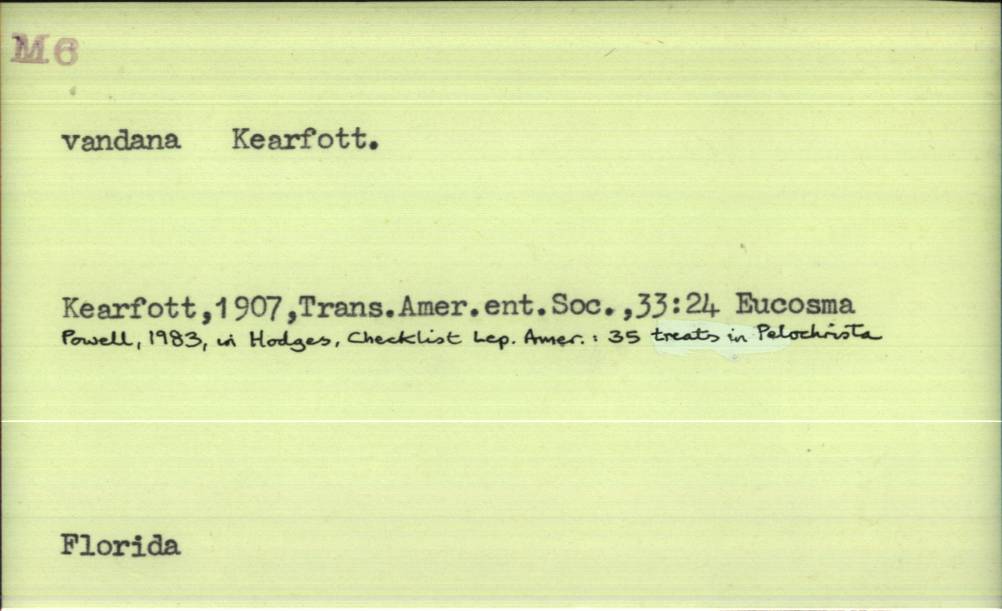 M6
vandana Kearfott.
Kearfott,1907,Trans.Amer.ent.Soc.,33:24 Eucosma
Powell, 1983, in Hodges, Checklist Lep. Amer.: 35 treats in Pelochrista
Florida